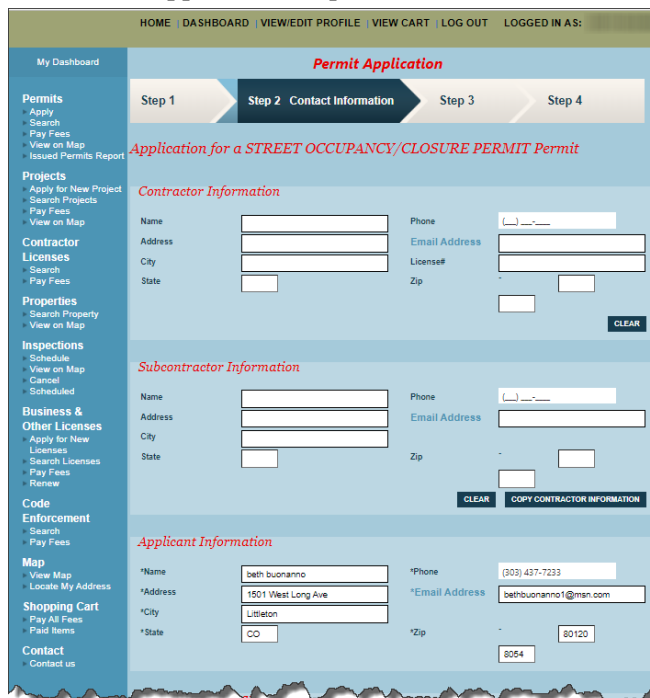 HOME | DASHBOARD | VIEW/EDIT PROFILE | VIEW CART | LOG OUT LOGGED IN AS:
My Dashboard
Permits
Apply
Search
Pay Fees
View on Map
Issued Permits Report
Projects
Apply for New Project
Search Projects
Pay Fees
View on Map
Contractor
Licenses
Search
Pay Fees
Properties
Search Property
View on Map
Inspections
Schedule
View on Map
Cancel
Scheduled
Business &
Other Licenses
Apply for New
Licenses
Search Licenses
Pay Fees
Renew
Code
Enforcement
Search
Pay Fees
Map
View Map
Locate My Address
Shopping Cart
Pay All Fees
Paid Items
Contact
Contact us
Permit Application
Step 1 Step 2 Contact Information Step 3 Step 4
Application for a STREET OCCUPANCY/CLOSURE PERMIT Permit
Contractor Information
Name Phone (__) __-___
Address Email Address
City License#
State Zip -
CLEAR
Subcontractor Information
Name Phone (__) __-___
Address Email Address
City
State Zip -
CLEAR COPY CONTRACTOR INFORMATION
Applicant Information
*Name beth buonanno *Phone (303) 437-7233
*Address 1501 West Long Ave *Email Address bethbuonanno1@msn.com
*City Littleton
*State CO *Zip - 80120
8054